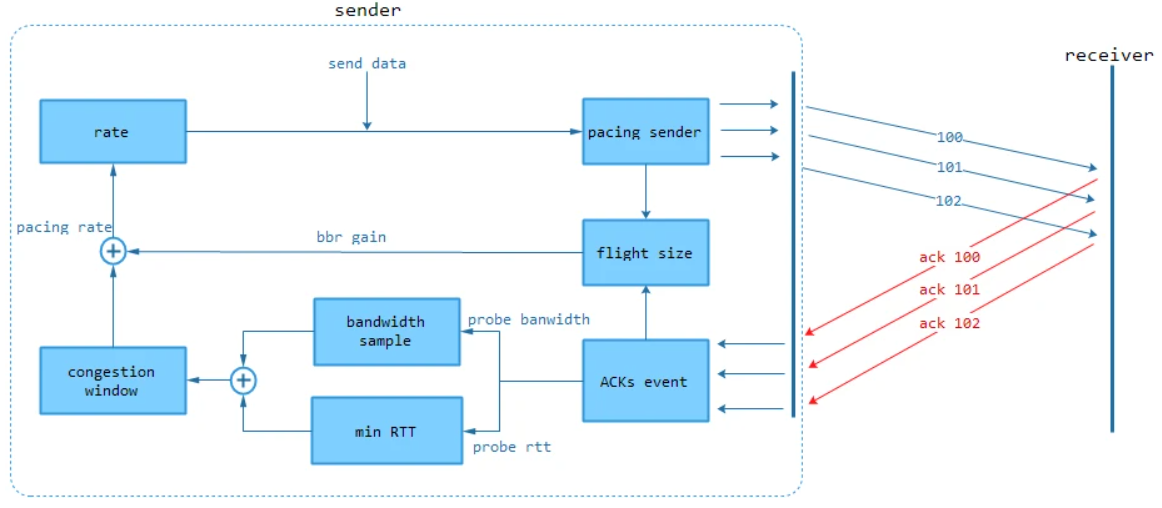 sender
receiver
send data
rate
pacing sender
100
101
102
pacing rate
bbr gain
flight size
ack 100
ack 101
ack 102
bandwidth
sample
probe banwidth
congestion
window
ACKs event
min RTT
probe rtt